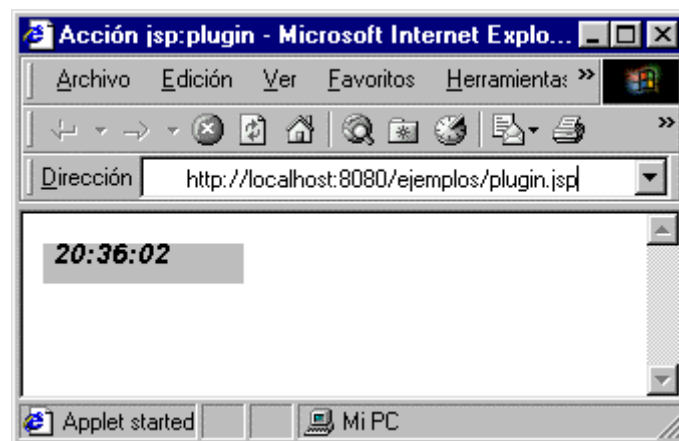 Acción jsp:plugin - Microsoft Internet Explo...
Archivo Edición Ver Favoritos Herramientas »
»
Dirección http://localhost:8080/ejemplos/plugin.jsp
20:36:02
Applet started Mi PC